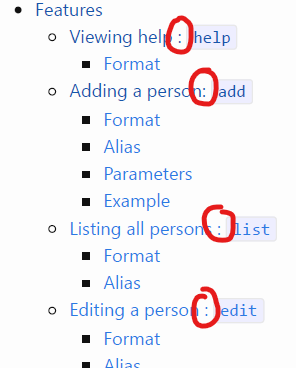 Features
Viewing help : help
Format
Adding a person: add
Format
Alias
Parameters
Example
Listing all persons : list
Format
Alias
Editing a person : edit
Format
Alias